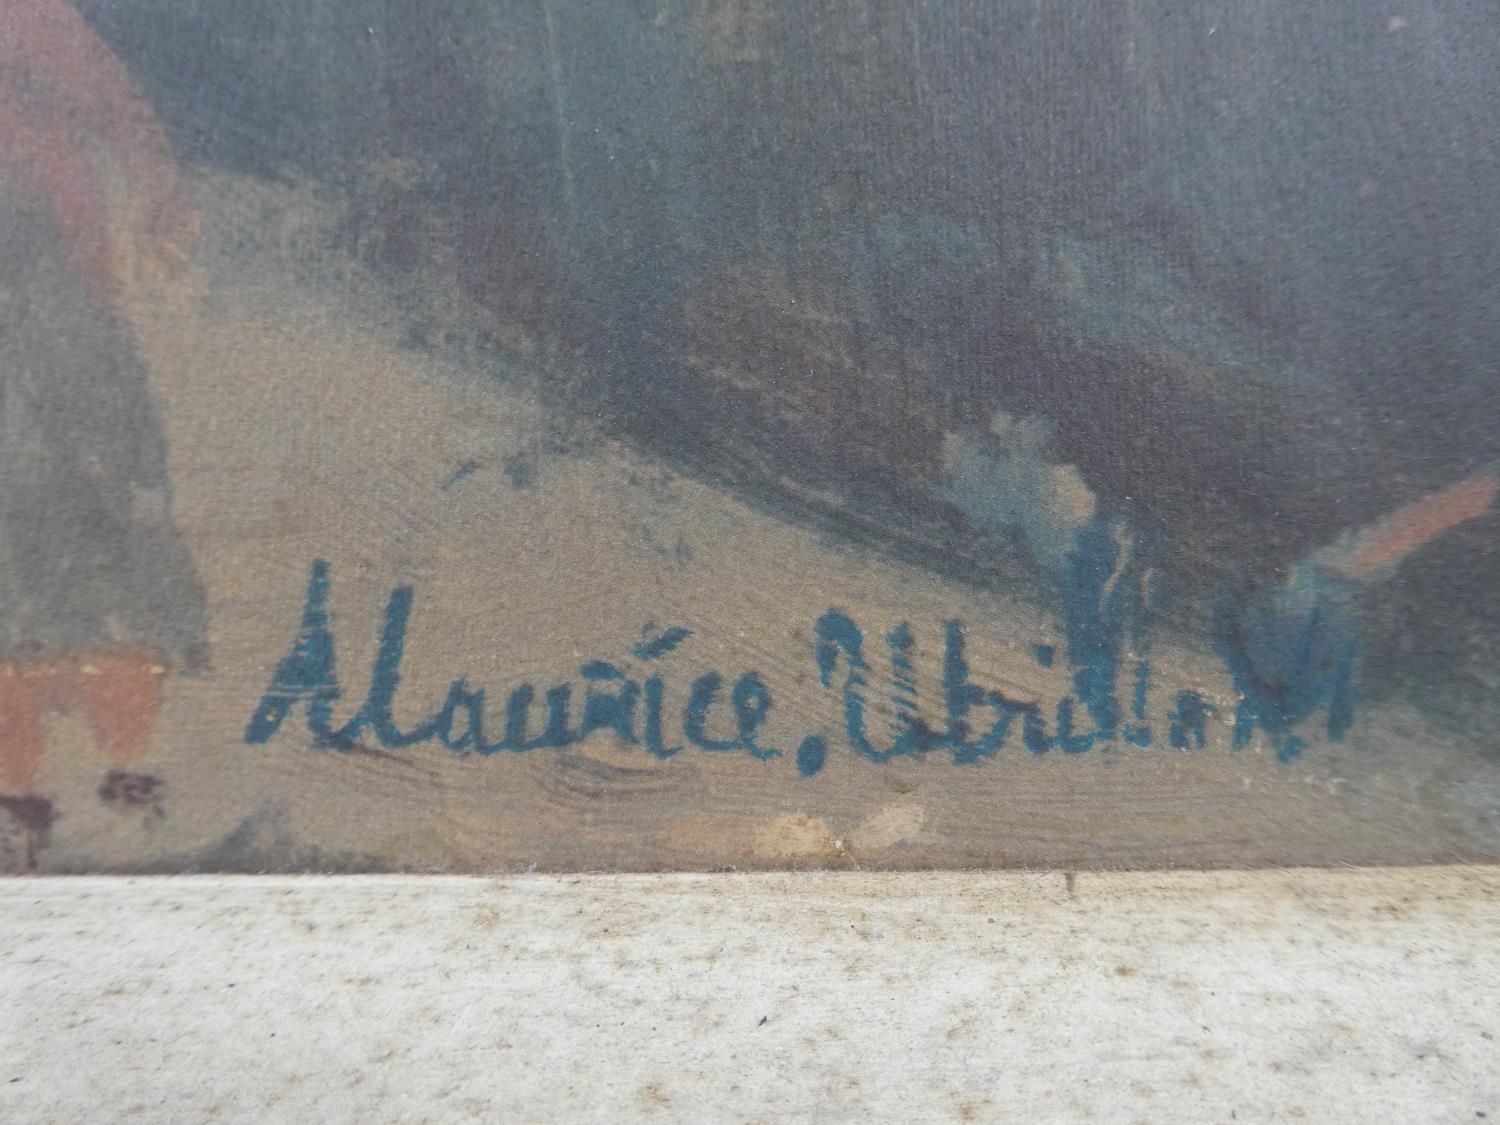 Maurice, Utrillo, V,